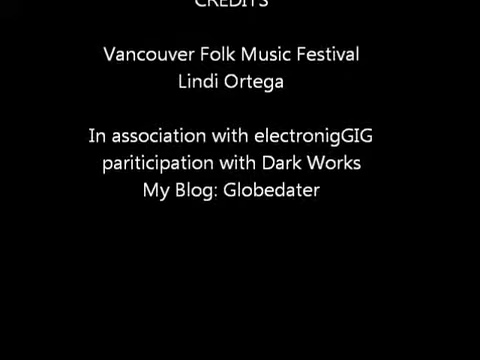 CREDITS
Vancouver Folk Music Festival
Lindi Ortega
In association with electronigGIG
pariticipation with Dark Works
My Blog: Globedater